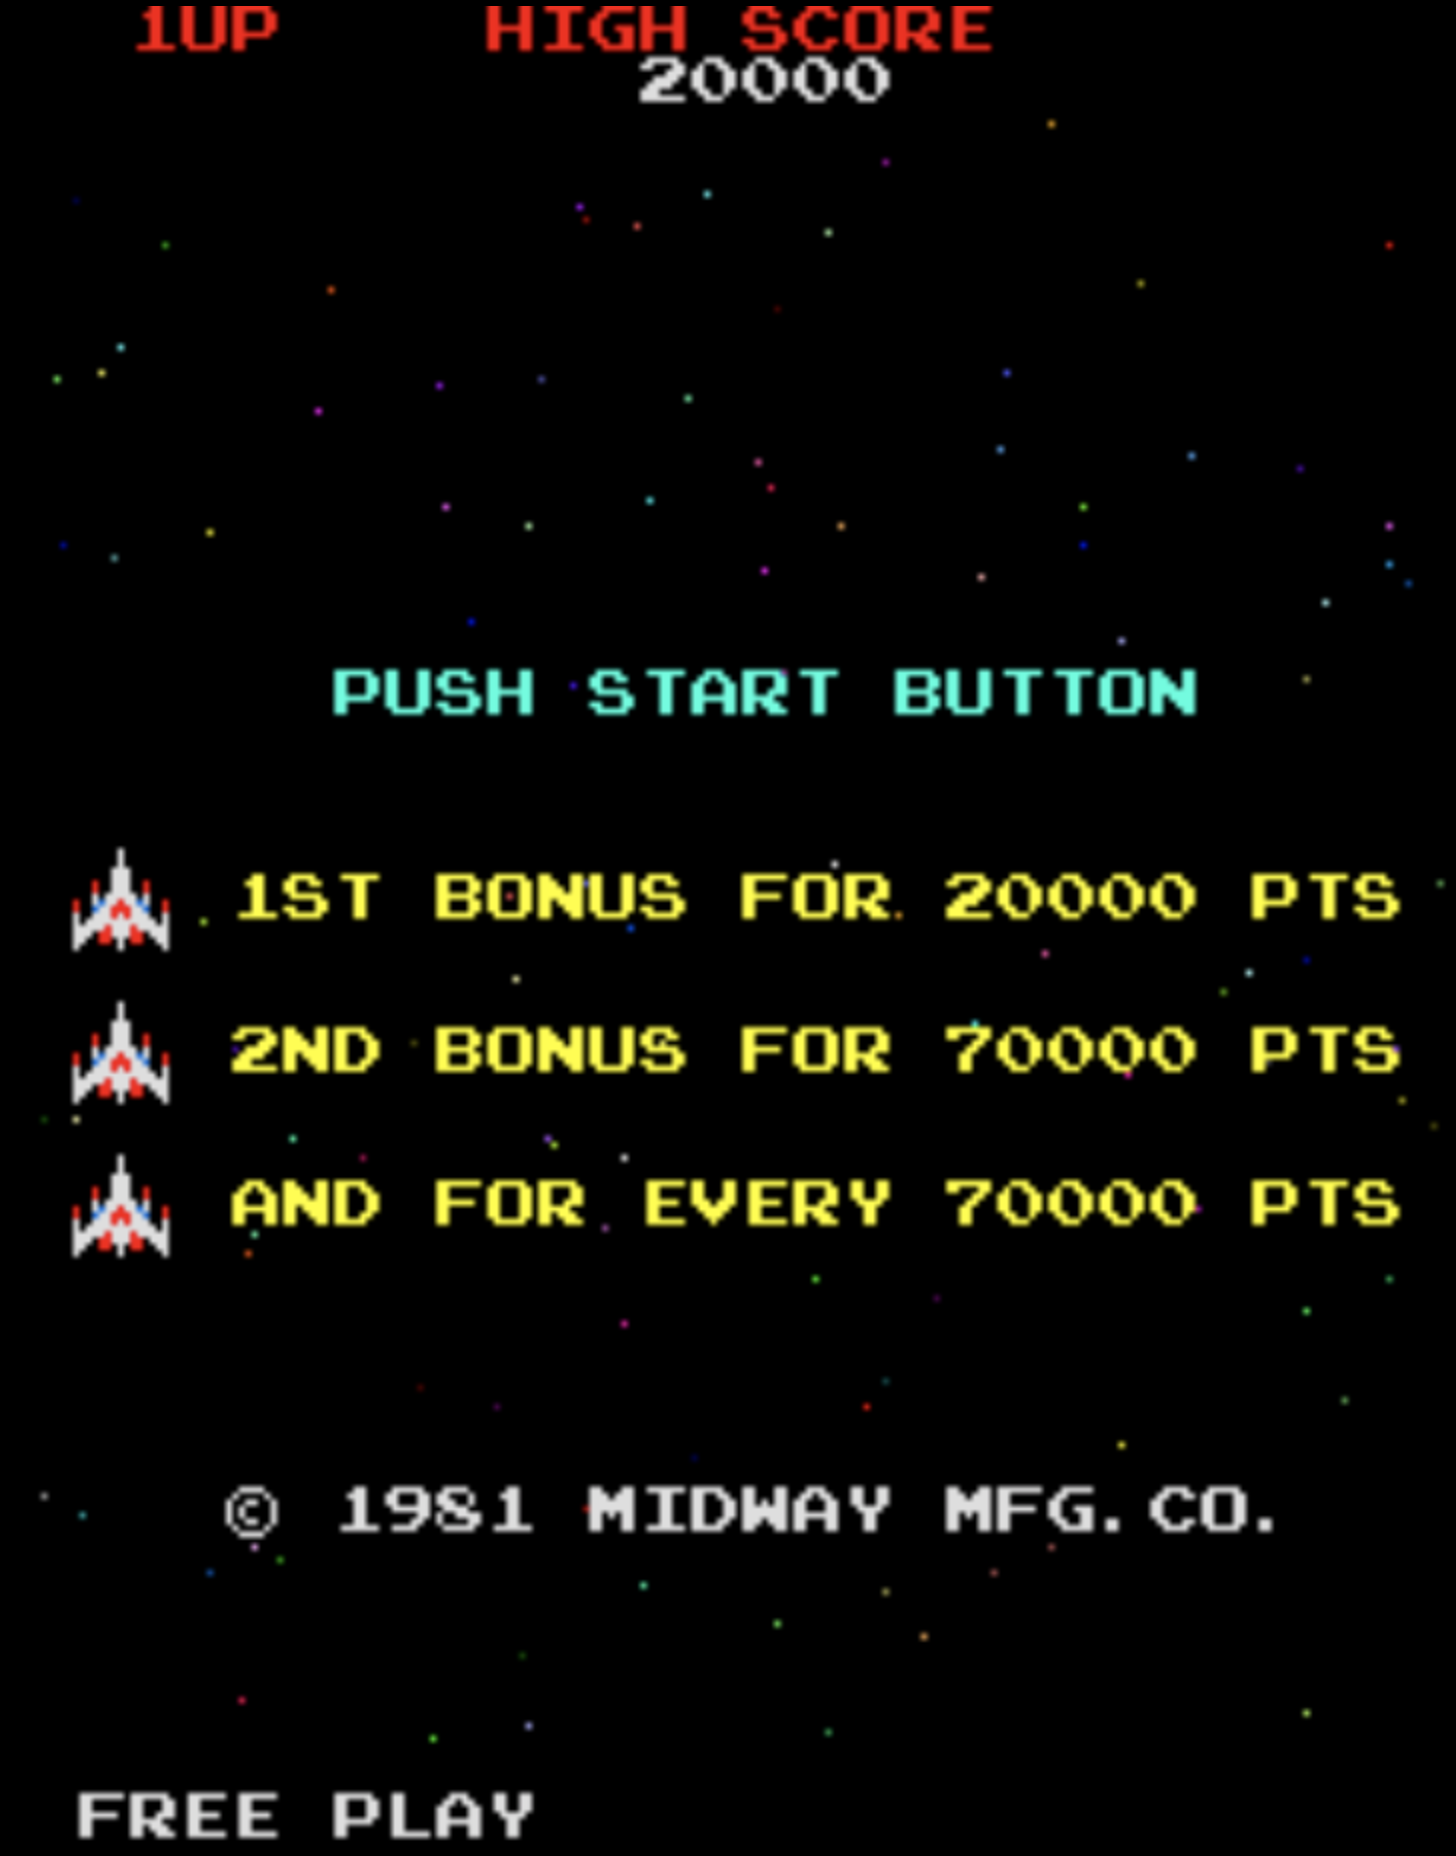 1UP HIGH SCORE
20000
PUSH START BUTTON
1ST BONUS FOR 20000 PTS
2ND BONUS FOR 70000 PTS
AND FOR EVERY 70000 PTS
© 1981 MIDWAY MFG.CO.
FREE PLAY